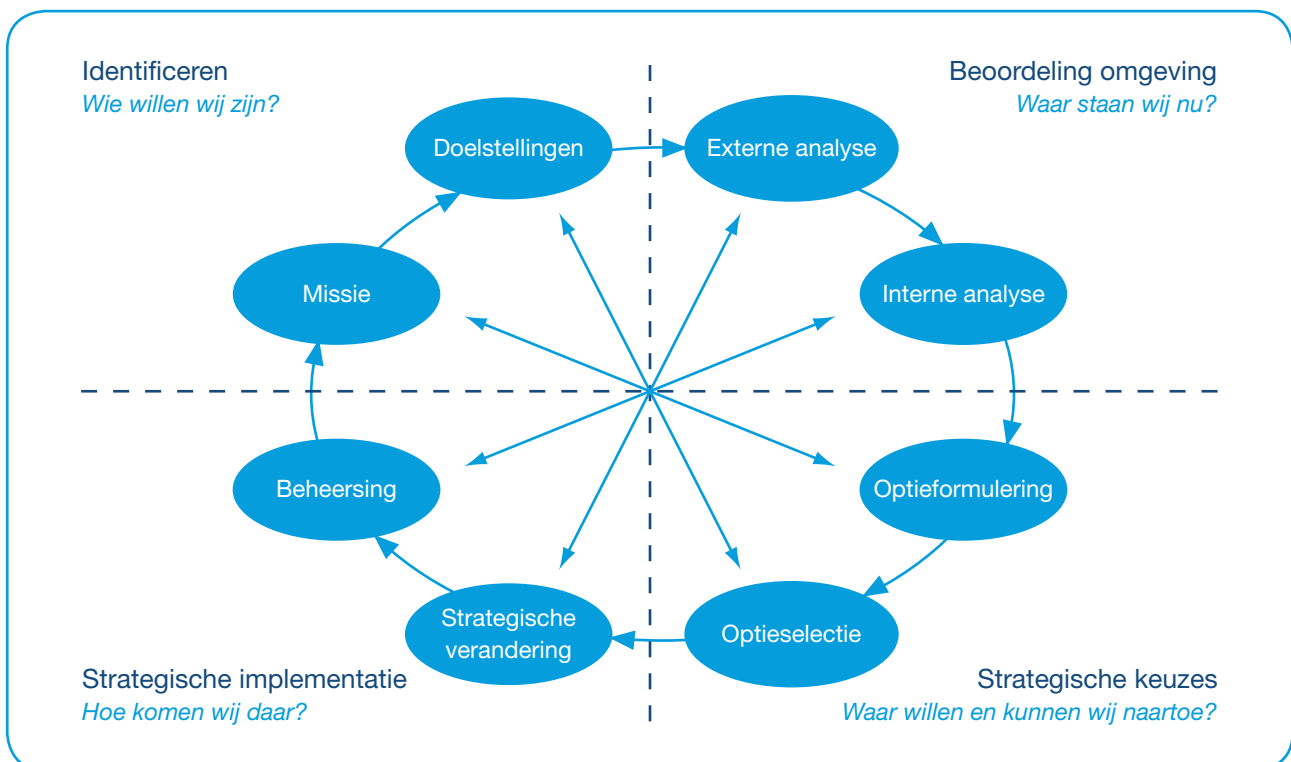 Identificeren
Wie willen wij zijn?
Beoordeling omgeving
Waar staan wij nu?
Doelstellingen
Externe analyse
Missie
Interne analyse
Beheersing
Optieformulering
Strategische
verandering
Optieselectie
Strategische implementatie
Hoe komen wij daar?
Strategische keuzes
Waar willen en kunnen wij naartoe?